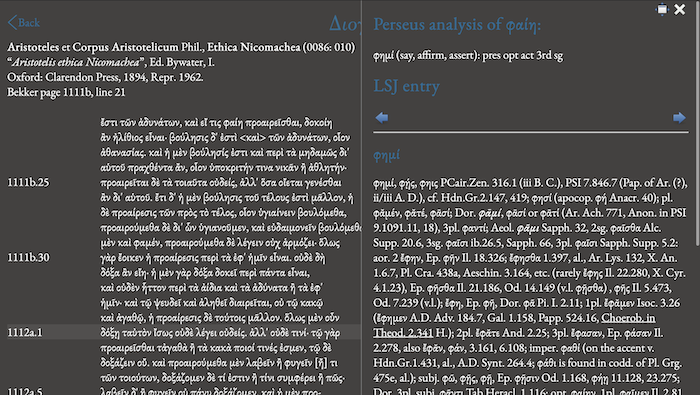 Back
Διογ
Aristoteles et Corpus Aristotelicum Phil., Ethica Nicomachea (0086: 010)
“Aristotelis ethica Nicomachea”, Ed. Bywater, I.
Oxford: Clarendon Press, 1894, Repr. 1962.
Bekker page 1111b, line 21
ἔστι τῶν ἀδυνάτων, καὶ εἴ τις φαίη προαιρεῖσθαι, δοκοίη
ἂν ἠλίθιος εἶναι· βούλησις δ' ἐστὶ <καὶ> τῶν ἀδυνάτων, οἷον
ἀθανασίας. καὶ ἡ μὲν βούλησίς ἐστι καὶ περὶ τὰ μηδαμῶς δι'
αὑτοῦ πραχθέντα ἄν, οἷον ὑποκριτήν τινα νικᾶν ἢ ἀθλητήν·
1111b.25 προαιρεῖται δὲ τὰ τοιαῦτα οὐδείς, ἀλλ' ὅσα οἴεται γενέσθαι
ἂν δι' αὑτοῦ. ἔτι δ' ἡ μὲν βούλησις τοῦ τέλους ἐστὶ μᾶλλον, ἡ
δὲ προαίρεσις τῶν πρὸς τὸ τέλος, οἷον ὑγιαίνειν βουλόμεθα,
προαιρούμεθα δὲ δι' ὧν ὑγιανοῦμεν, καὶ εὐδαιμονεῖν βουλόμεθα
μὲν καὶ φαμέν, προαιρούμεθα δὲ λέγειν οὐχ ἁρμόζει· ὅλως
1111b.30 γὰρ ἔοικεν ἡ προαίρεσις περὶ τὰ ἐφ' ἡμῖν εἶναι. οὐδὲ δὴ
δόξα ἂν εἴη· ἡ μὲν γὰρ δόξα δοκεῖ περὶ πάντα εἶναι,
καὶ οὐδὲν ἧττον περὶ τὰ ἀίδια καὶ τὰ ἀδύνατα ἢ τὰ ἐφ'
ἡμῖν· καὶ τῷ ψευδεῖ καὶ ἀληθεῖ διαιρεῖται, οὐ τῷ κακῷ
καὶ ἀγαθῷ, ἡ προαίρεσις δὲ τούτοις μᾶλλον. ὅλως μὲν οὖν
1112a.1 δόξῃ ταὐτὸν ἴσως οὐδὲ λέγει οὐδείς. ἀλλ' οὐδὲ τινί· τῷ γὰρ
προαιρεῖσθαι τἀγαθὰ ἢ τὰ κακὰ ποιοί τινές ἐσμεν, τῷ δὲ
δοξάζειν οὔ. καὶ προαιρούμεθα μὲν λαβεῖν ἢ φυγεῖν [ἤ] τι
τῶν τοιούτων, δοξάζομεν δὲ τί ἐστιν ἢ τίνι συμφέρει ἢ πῶς·
1112a.5 λαβεῖν δ' ἢ φυγεῖν οὐ πάνυ δοξάζομεν. καὶ ἡ μὲν προ-
Perseus analysis of φαίη:
φημί (say, affirm, assert): pres opt act 3rd sg
LSJ entry
φημί
φημί, φῄς, φηις PCair.Zen. 316.1 (iii B. C.), PSI 7.846.7 (Pap. of Ar. (?),
ii/iii A. D.), cf. Hdn.Gr.2.147, 419; φησί (apocop. φή Anacr. 40); pl.
φᾰμέν, φᾰτέ, φᾱσί; Dor. φᾱμί, φᾱσί or φᾱτί (Ar. Ach. 771, Anon. in PSI
9.1091.11, 18), 3pl. φαντί; Aeol. φᾶμι Sapph. 32, 2sg. φαῖσθα Alc.
Supp. 20.6, 3sg. φαῖσι ib.26.5, Sapph. 66, 3pl. φαῖσι Sapph. Supp. 5.2:
aor. 2 ἔφην, Ep. φῆν Il. 18.326; ἔφησθα 1.397, al., Ar. Lys. 132, X. An.
1.6.7, Pl. Cra. 438a, Aeschin. 3.164, etc. (rarely ἔφης Il. 22.280, X. Cyr.
4.1.23), Ep. φῆσθα Il. 21.186, Od. 14.149 (v.l. φῇσθα) , φῆς Il. 5.473,
Od. 7.239 (v.l.); ἔφη, Ep. φῆ, Dor. φᾶ Pi. I. 2.11; 1pl. ἔφᾰμεν Isoc. 3.26
(ἔφημεν A.D. Adv. 184.7, Gal. 1.158, Papp. 524.16, Choerob. in
Theod. 2.341 H.); 2pl. ἔφᾰτε And. 2.25; 3pl. ἔφασαν, Ep. φάσαν Il.
2.278, also ἔφᾰν, φάν, 3.161, 6.108; imper. φαθί (on the accent v.
Hdn.Gr.1.431, al., A.D. Synt. 264.4; φάθι is found in codd. of Pl. Grg.
475e, al.); subj. φῶ, φῇς, φῇ, Ep. φῇσιν Od. 1.168, φήῃ 11.128, 23.275;
Dor. 3pl. subj. φᾶντι Tab.Heracl. 1.116; opt. φαίην, 1pl. φαῖμεν Il. 2.81